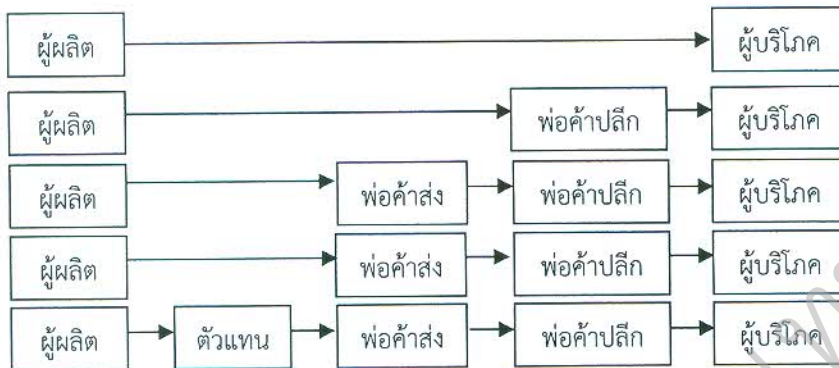 ผู้ผลิต ผู้บริโภค
ผู้ผลิต พ่อค้าปลีก ผู้บริโภค
ผู้ผลิต พ่อค้าส่ง พ่อค้าปลีก ผู้บริโภค
ผู้ผลิต พ่อค้าส่ง พ่อค้าปลีก ผู้บริโภค
ผู้ผลิต ตัวแทน พ่อค้าส่ง พ่อค้าปลีก ผู้บริโภค